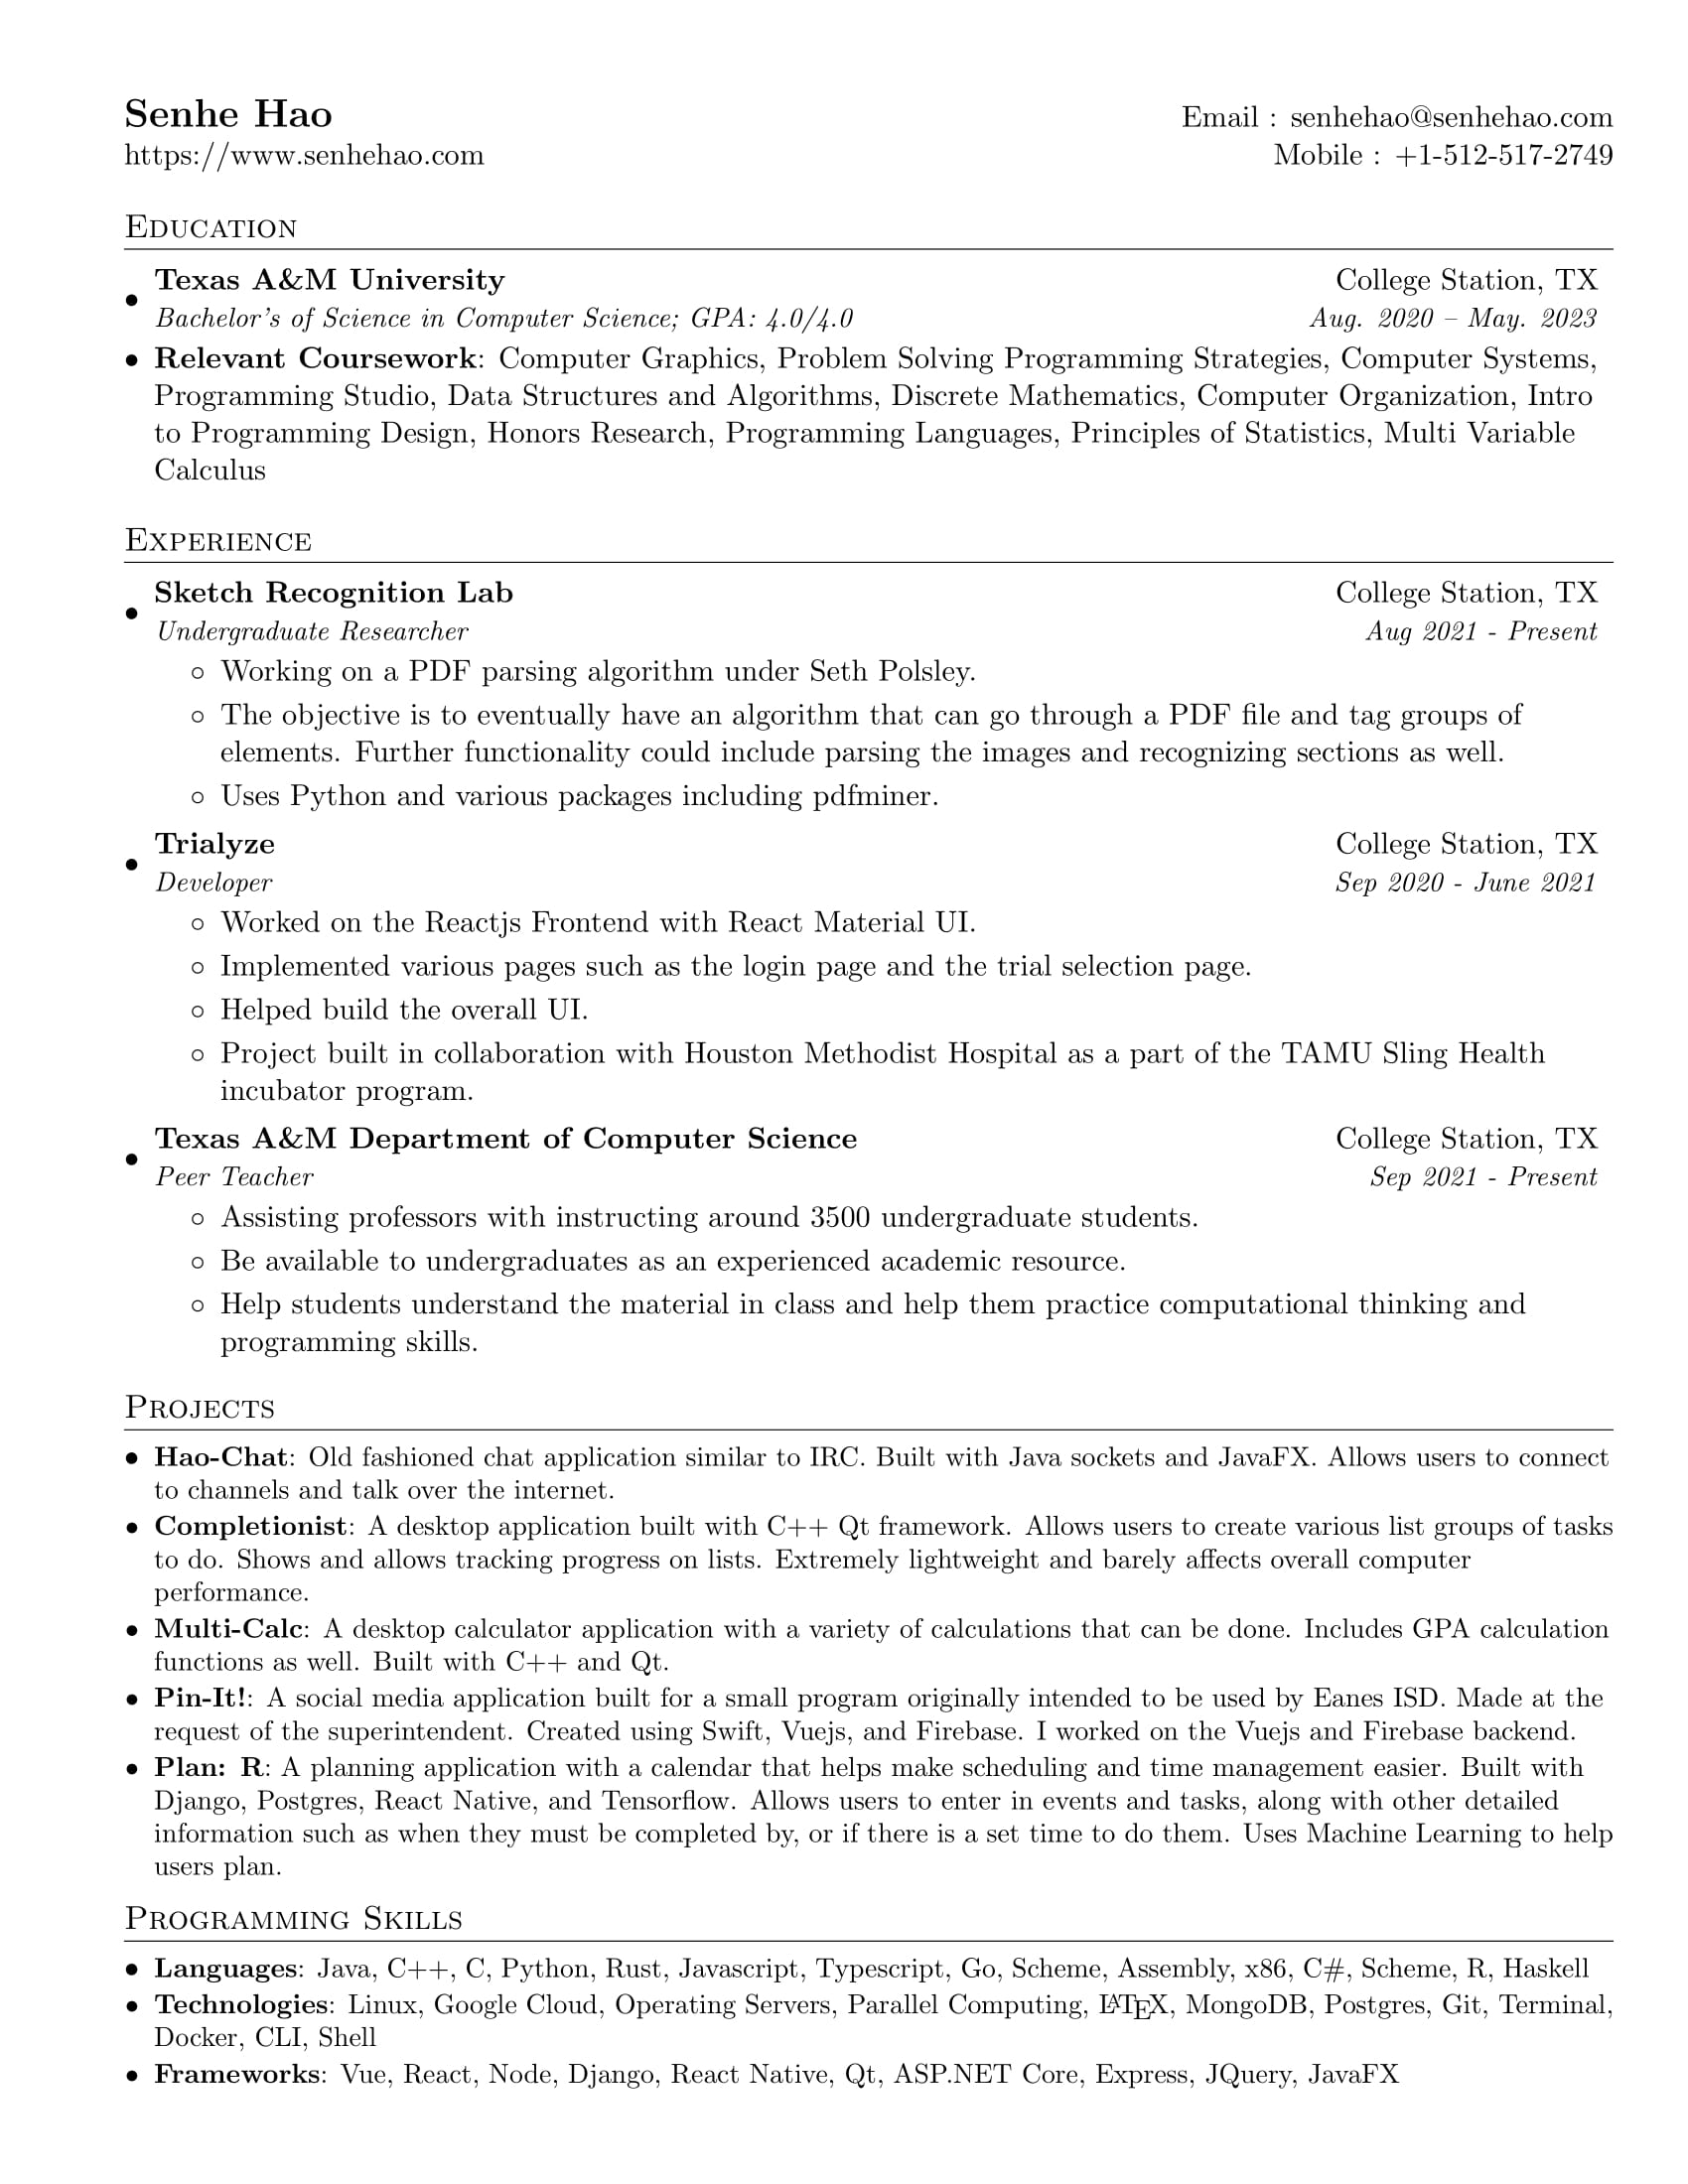 Senhe Hao Email : senhehao@senhehao.com
https://www.senhehao.com Mobile : +1-512-517-2749
Education
• Texas A&M University College Station, TX
Bachelor's of Science in Computer Science; GPA: 4.0/4.0 Aug. 2020 – May. 2023
• Relevant Coursework: Computer Graphics, Problem Solving Programming Strategies, Computer Systems,
Programming Studio, Data Structures and Algorithms, Discrete Mathematics, Computer Organization, Intro
to Programming Design, Honors Research, Programming Languages, Principles of Statistics, Multi Variable
Calculus
Experience
• Sketch Recognition Lab College Station, TX
Undergraduate Researcher Aug 2021 - Present
◦ Working on a PDF parsing algorithm under Seth Polsley.
◦ The objective is to eventually have an algorithm that can go through a PDF file and tag groups of
elements. Further functionality could include parsing the images and recognizing sections as well.
◦ Uses Python and various packages including pdfminer.
• Trialyze College Station, TX
Developer Sep 2020 - June 2021
◦ Worked on the Reactjs Frontend with React Material UI.
◦ Implemented various pages such as the login page and the trial selection page.
◦ Helped build the overall UI.
◦ Project built in collaboration with Houston Methodist Hospital as a part of the TAMU Sling Health
incubator program.
• Texas A&M Department of Computer Science College Station, TX
Peer Teacher Sep 2021 - Present
◦ Assisting professors with instructing around 3500 undergraduate students.
◦ Be available to undergraduates as an experienced academic resource.
◦ Help students understand the material in class and help them practice computational thinking and
programming skills.
Projects
• Hao-Chat: Old fashioned chat application similar to IRC. Built with Java sockets and JavaFX. Allows users to connect
to channels and talk over the internet.
• Completionist: A desktop application built with C++ Qt framework. Allows users to create various list groups of tasks
to do. Shows and allows tracking progress on lists. Extremely lightweight and barely affects overall computer
performance.
• Multi-Calc: A desktop calculator application with a variety of calculations that can be done. Includes GPA calculation
functions as well. Built with C++ and Qt.
• Pin-It!: A social media application built for a small program originally intended to be used by Eanes ISD. Made at the
request of the superintendent. Created using Swift, Vuejs, and Firebase. I worked on the Vuejs and Firebase backend.
• Plan: R: A planning application with a calendar that helps make scheduling and time management easier. Built with
Django, Postgres, React Native, and Tensorflow. Allows users to enter in events and tasks, along with other detailed
information such as when they must be completed by, or if there is a set time to do them. Uses Machine Learning to help
users plan.
Programming Skills
• Languages: Java, C++, C, Python, Rust, Javascript, Typescript, Go, Scheme, Assembly, x86, C#, Scheme, R, Haskell
• Technologies: Linux, Google Cloud, Operating Servers, Parallel Computing, LATEX, MongoDB, Postgres, Git, Terminal,
Docker, CLI, Shell
• Frameworks: Vue, React, Node, Django, React Native, Qt, ASP.NET Core, Express, JQuery, JavaFX